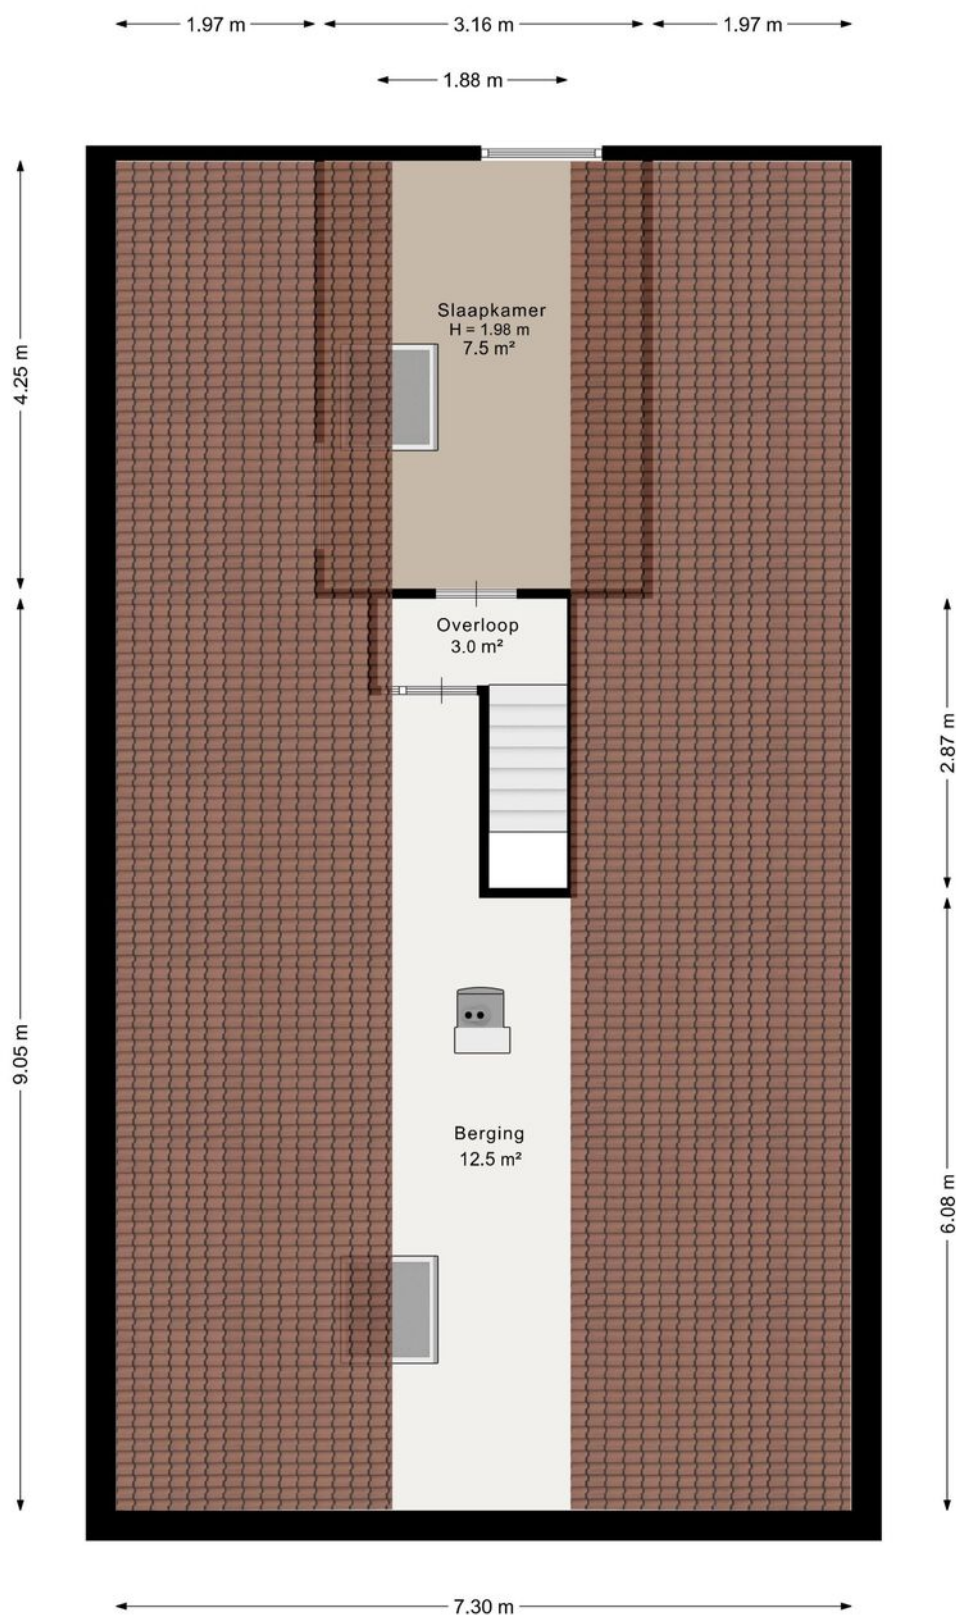 1.97 m
3.16 m
1.97 m
1.88 m
4.25 m
Slaapkamer
H = 1.98 m
7.5 m²
Overloop
3.0 m²
2.87 m
9.05 m
Berging
12.5 m²
6.08 m
7.30 m